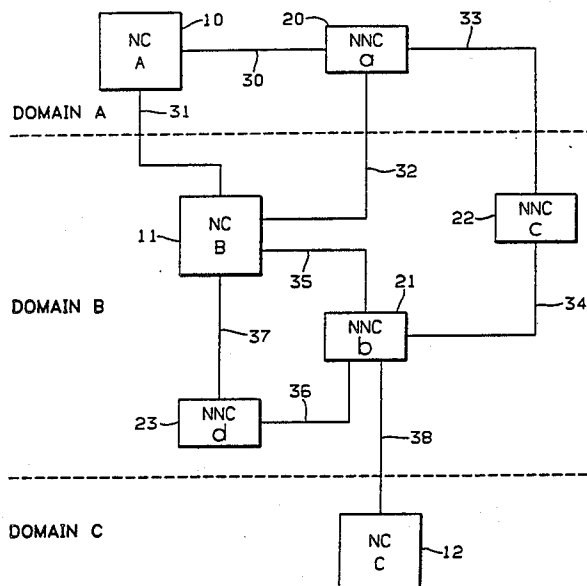 10
20
33
NC
A
NNC
a
30
31
DOMAIN A
32
NNC
C
22
NC
B
11
35
21
34
DOMAIN B
NNC
b
37
36
NNC
d
23
38
DOMAIN C
NC
C
12